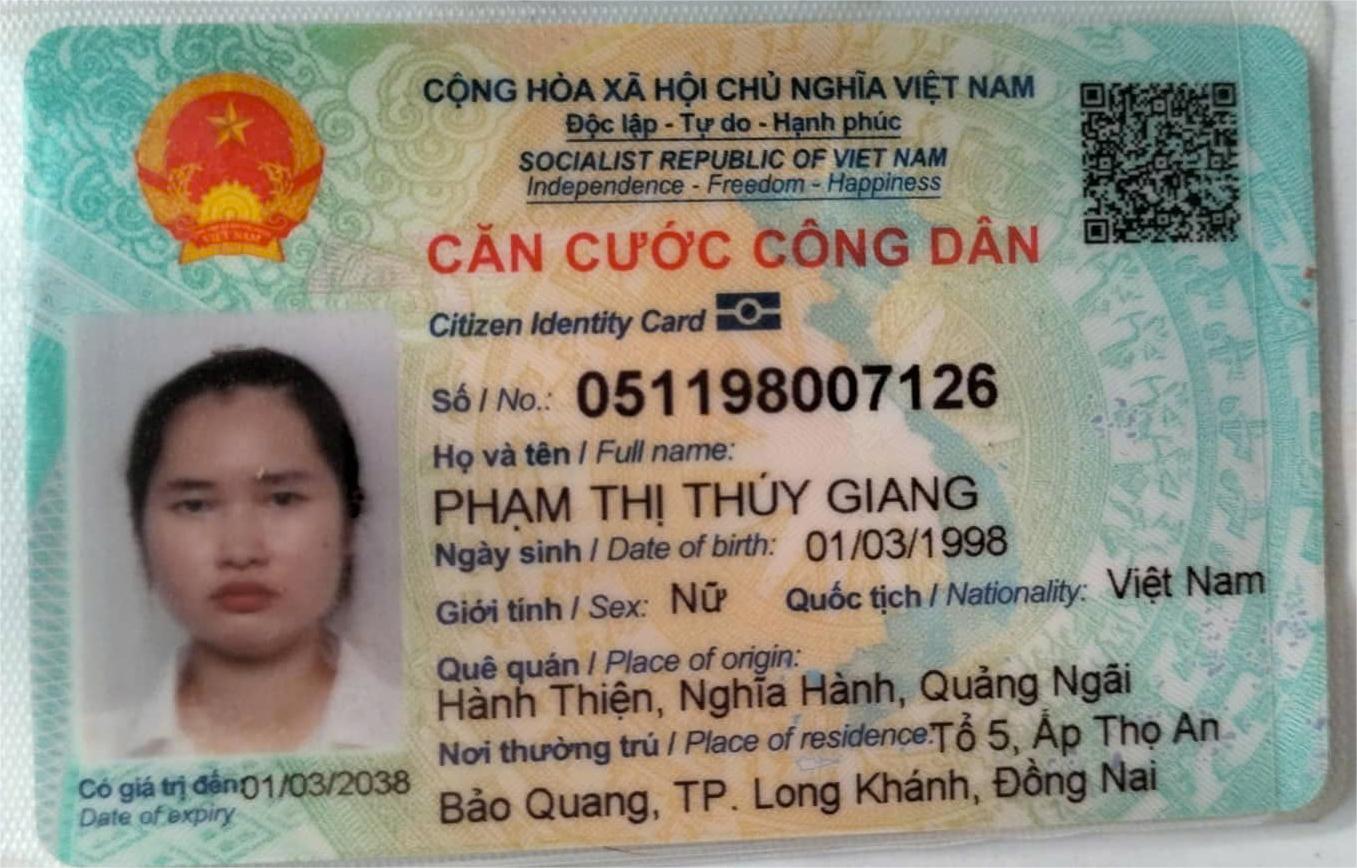 CỘNG HÒA XÃ HỘI CHỦ NGHĨA VIỆT NAM
Độc lập - Tự do - Hạnh phúc
SOCIALIST REPUBLIC OF VIET NAM
Independence - Freedom - Happiness
CĂN CƯỚC CÔNG DÂN
Citizen Identity Card
Số / No.: 051198007126
Họ và tên / Full name:
PHẠM THỊ THÚY GIANG
Ngày sinh / Date of birth: 01/03/1998
Giới tính / Sex: Nữ Quốc tịch / Nationality: Việt Nam
Quê quán / Place of origin:
Hành Thiện, Nghĩa Hành, Quảng Ngãi
Nơi thường trú / Place of residence: Tổ 5, Ấp Thọ An
Bảo Quang, TP. Long Khánh, Đồng Nai
Có giá trị đến: 01/03/2038
Date of expiry